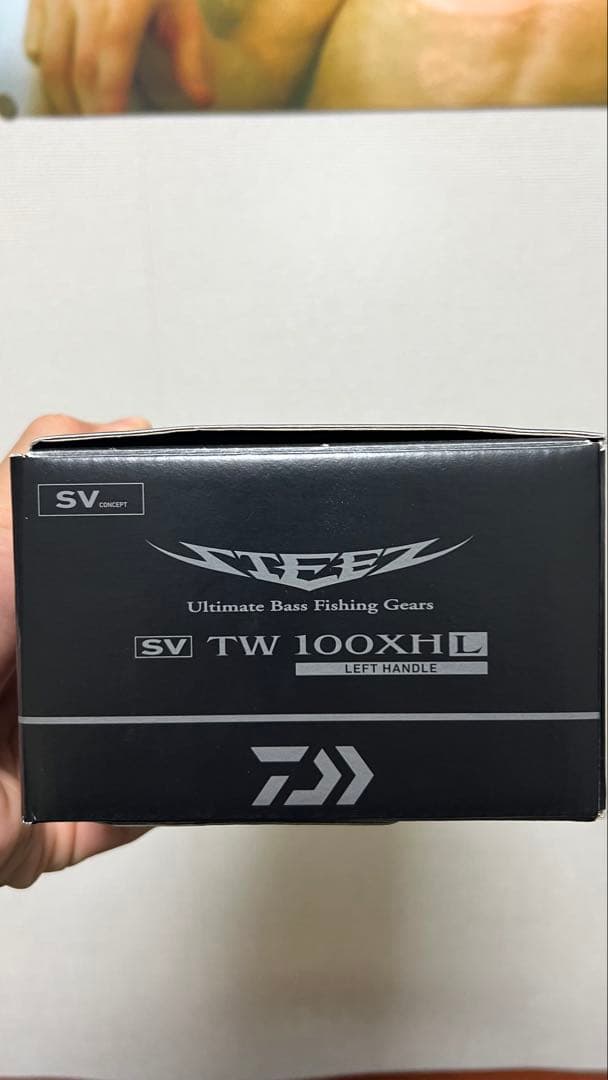 SV CONCEPT
STEEZ
Ultimate Bass Fishing Gears
SV TW 100XHL
LEFT HANDLE